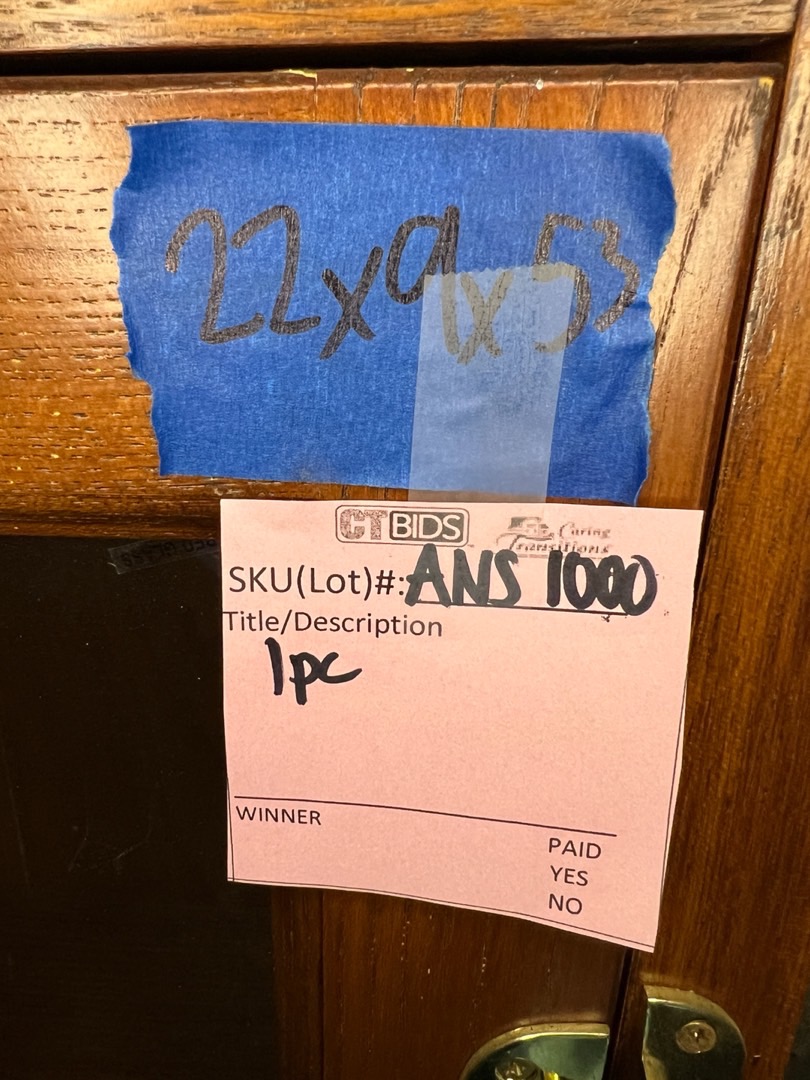 22x9x53
CTBIDS Caring Transitions
SKU(Lot)#: ANS 1000
Title/Description
1pc
WINNER
PAID
YES
NO